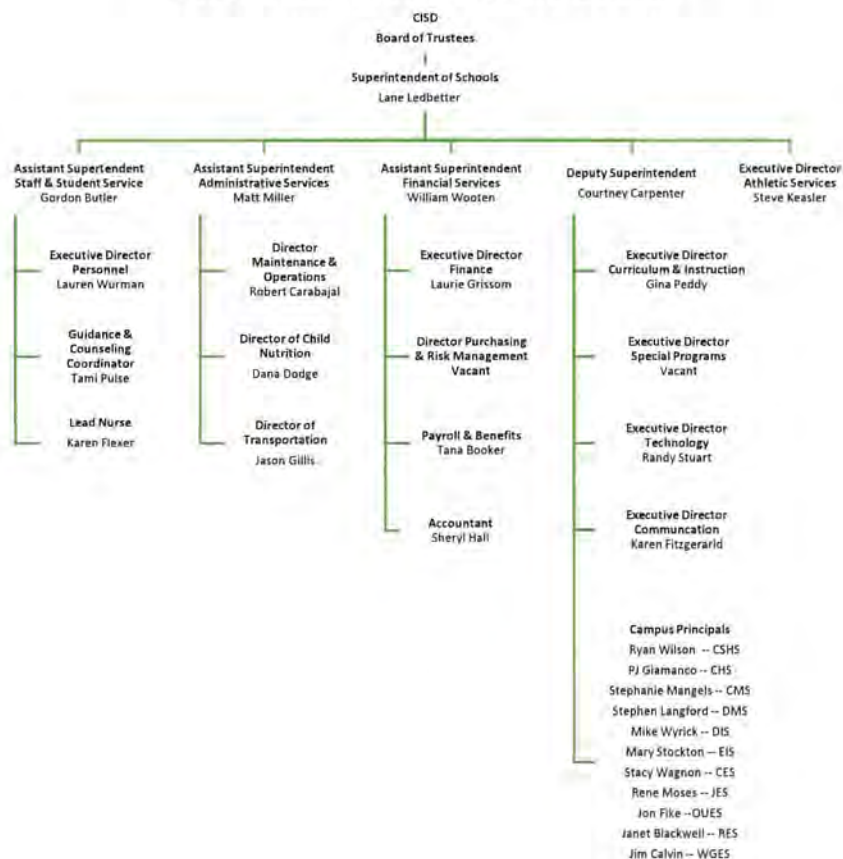 CISD
Board of Trustees
Superintendent of Schools
Lane Ledbetter
Assistant Supertendent
Staff & Student Service
Gordon Butler
Executive Director
Personnel
Lauren Wurman
Guidance &
Counseling
Coordinator
Tami Pulse
Lead Nurse
Karen Flexer
Assistant Superintendent
Administrative Services
Matt Miller
Director
Maintenance &
Operations
Robert Carabajal
Director of Child
Nutrition
Dana Dodge
Director of
Transportation
Jason Gillis
Assistant Superintendent
Financial Services
William Wooten
Executive Director
Finance
Laurie Grissom
Director Purchasing
& Risk Management
Vacant
Payroll & Benefits
Tana Booker
Accountant
Sheryl Hall
Deputy Superintendent
Courtney Carpenter
Executive Director
Curriculum & Instruction
Gina Peddy
Executive Director
Special Programs
Vacant
Executive Director
Technology
Randy Stuart
Executive Director
Communcation
Karen Fitzgerarld
Campus Principals
Ryan Wilson -- CSHS
PJ Giamanco -- CHS
Stephanie Mangels -- CMS
Stephen Langford -- DMS
Mike Wyrick -- DIS
Mary Stockton -- EIS
Stacy Wagnon -- CES
Rene Moses -- JES
Jon Fike --OUES
Janet Blackwell -- RES
Jim Calvin -- WGES
Executive Director
Athletic Services
Steve Keasler